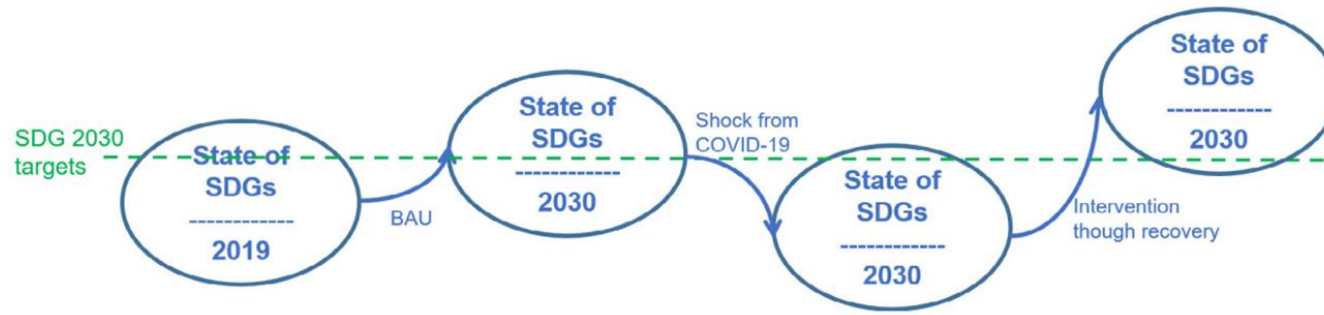 SDG 2030
targets
State of
SDGs
------------
2019
BAU
State of
SDGs
------------
2030
Shock from
COVID-19
State of
SDGs
------------
2030
Intervention
though recovery
State of
SDGs
------------
2030